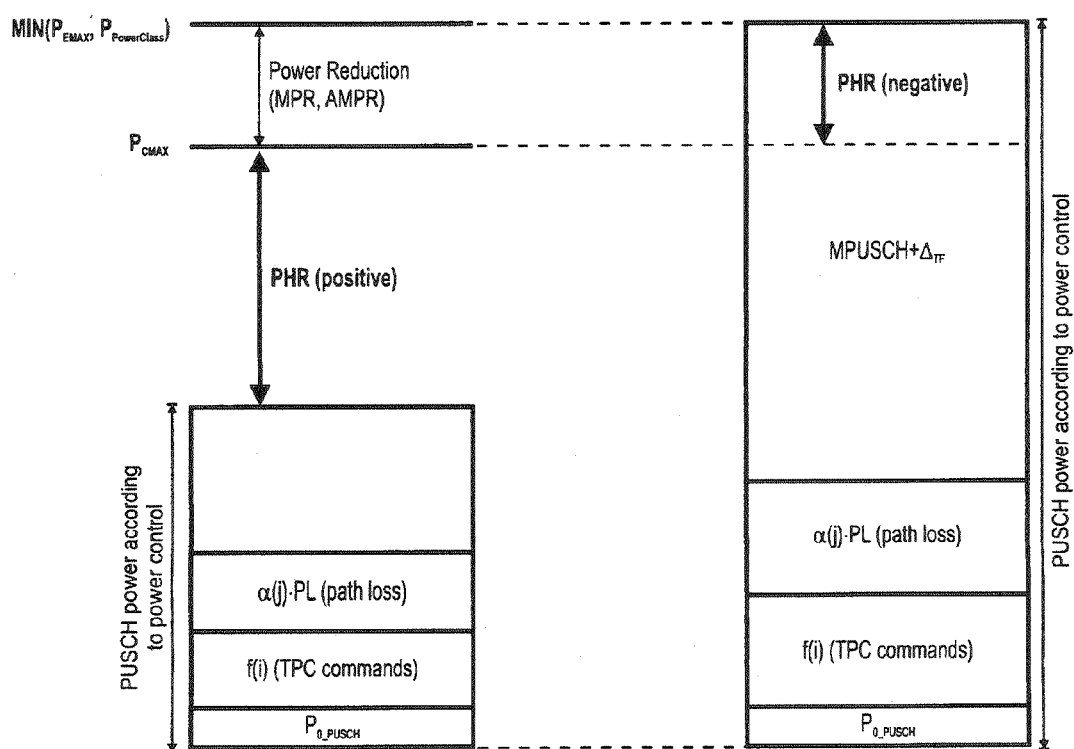 MIN(P_EMAX, P_PowerClass)
Power Reduction
(MPR, AMPR)
P_CMAX
PHR (positive)
PUSCH power according
to power control
α(j)·PL (path loss)
f(i) (TPC commands)
P_0_PUSCH
PHR (negative)
MPUSCH+Δ_TF
α(j)·PL (path loss)
f(i) (TPC commands)
P_0_PUSCH
PUSCH power according to power control